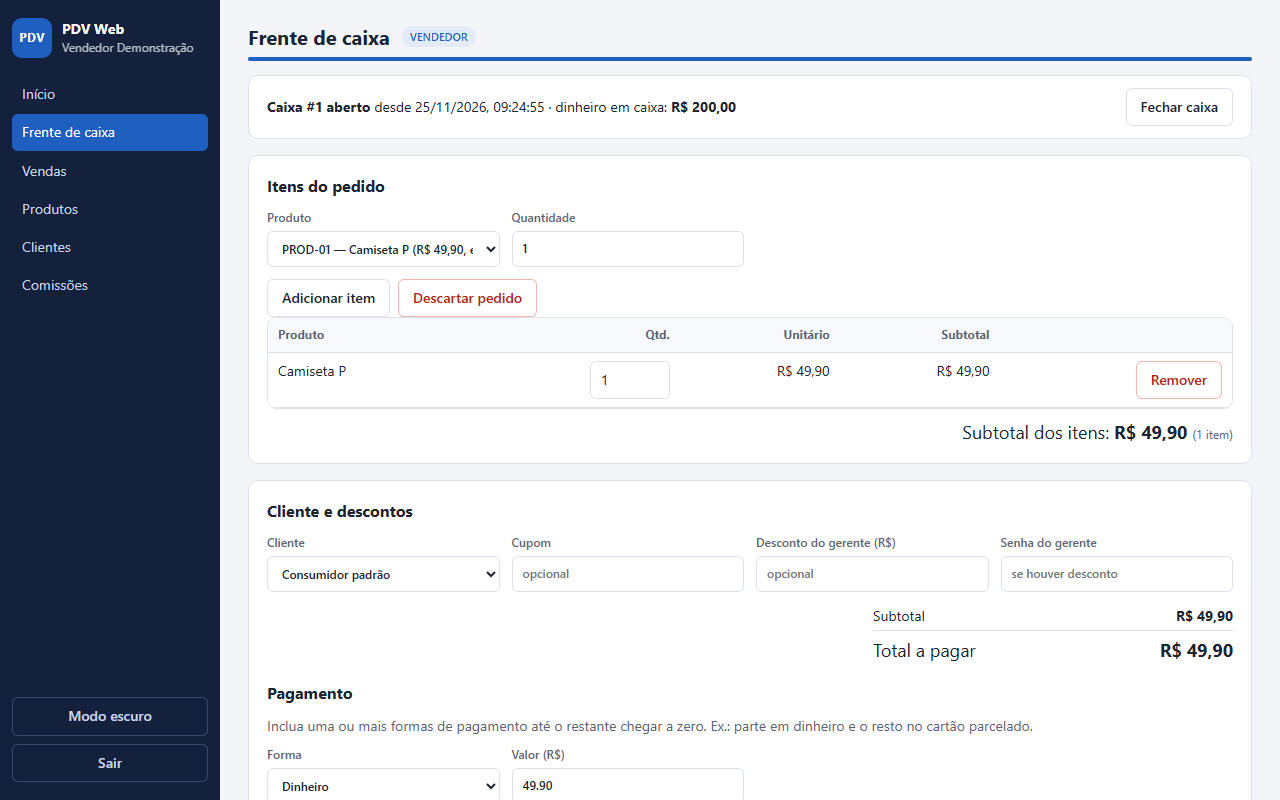 PDV
PDV Web
Vendedor Demonstração
Início
Frente de caixa
Vendas
Produtos
Clientes
Comissões
Modo escuro
Sair
Frente de caixa
VENDEDOR
Caixa #1 aberto desde 25/11/2026, 09:24:55 · dinheiro em caixa: R$ 200,00
Fechar caixa
Itens do pedido
Produto Quantidade
PROD-01 — Camiseta P (R$ 49,90, e 1
Adicionar item Descartar pedido
Produto Qtd. Unitário Subtotal
Camiseta P 1 R$ 49,90 R$ 49,90 Remover
Subtotal dos itens: R$ 49,90 (1 item)
Cliente e descontos
Cliente Cupom Desconto do gerente (R$) Senha do gerente
Consumidor padrão opcional opcional se houver desconto
Subtotal R$ 49,90
Total a pagar R$ 49,90
Pagamento
Inclua uma ou mais formas de pagamento até o restante chegar a zero. Ex.: parte em dinheiro e o resto no cartão parcelado.
Forma Valor (R$)
Dinheiro 49.90